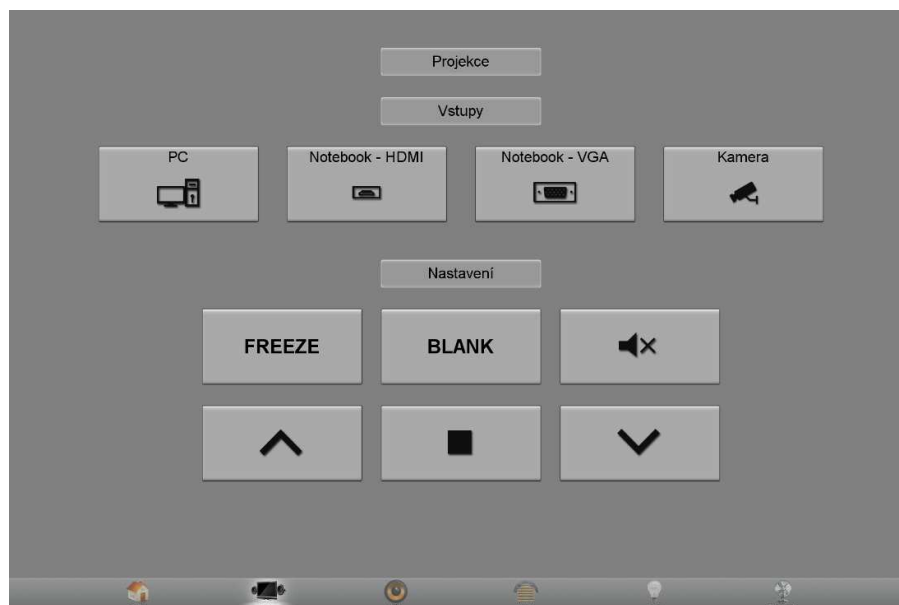 Projekce
Vstupy
PC
Notebook - HDMI
Notebook - VGA
Kamera
Nastavení
FREEZE
BLANK